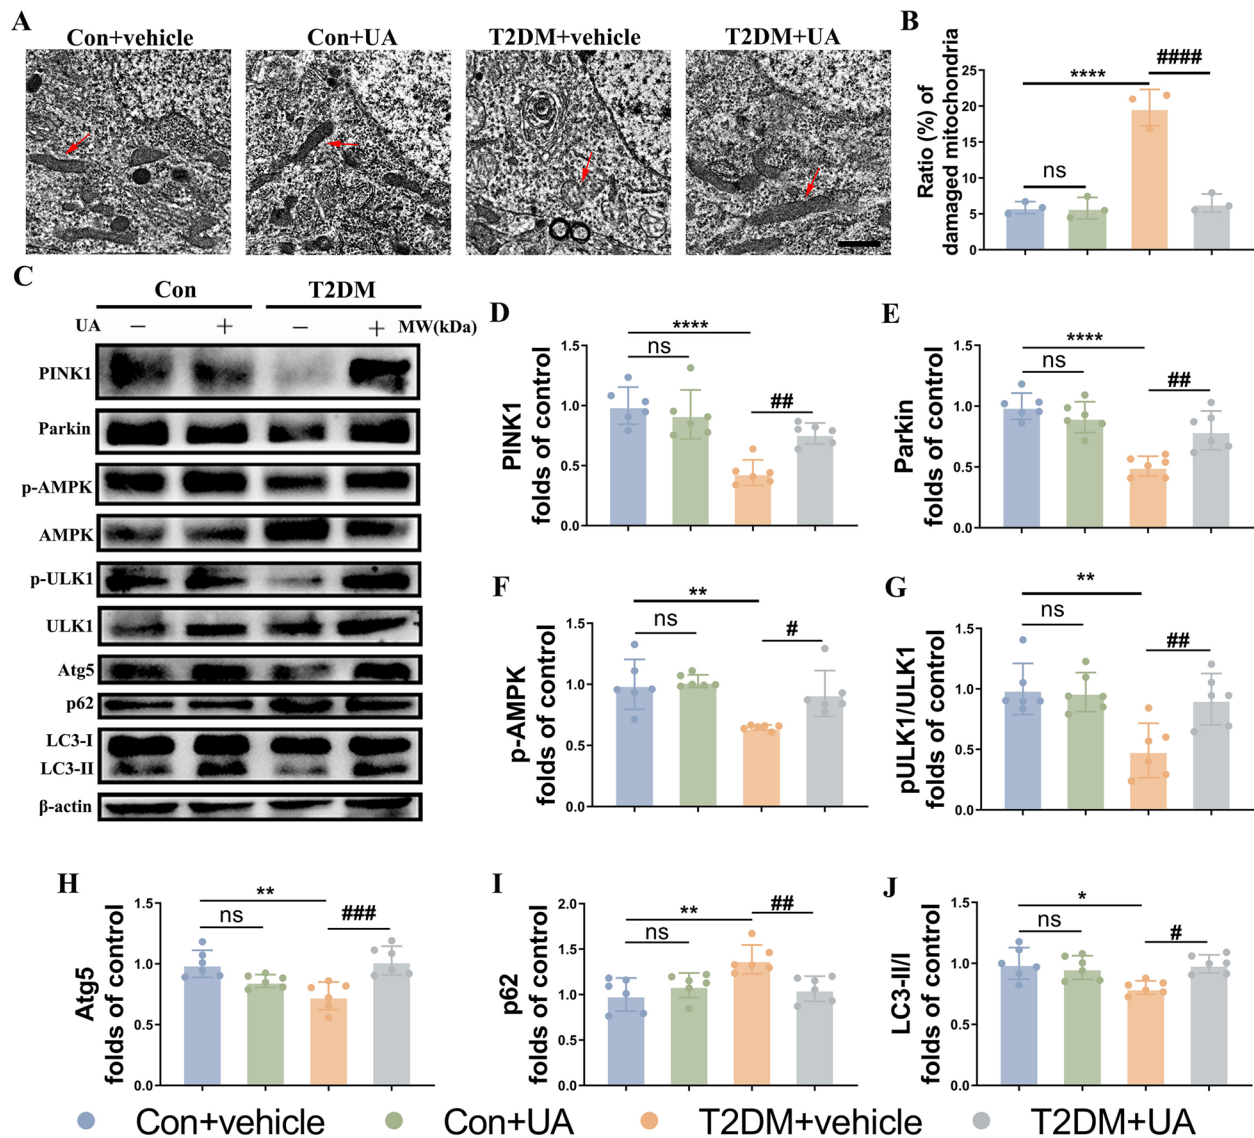 A
Con+vehicle
Con+UA
T2DM+vehicle
T2DM+UA
B
Ratio (%) of
damaged mitochondria
25
20
15
10
5
0
ns
****
####
C
Con
T2DM
UA
−
+
−
+
MW(kDa)
PINK1
Parkin
p-AMPK
AMPK
p-ULK1
ULK1
Atg5
p62
LC3-I
LC3-II
β-actin
D
PINK1
folds of control
1.5
1.0
0.5
0.0
****
ns
##
E
Parkin
folds of control
1.5
1.0
0.5
0.0
****
ns
##
F
p-AMPK
folds of control
1.5
1.0
0.5
0.0
**
ns
#
G
pULK1/ULK1
folds of control
1.5
1.0
0.5
0.0
**
ns
##
H
Atg5
folds of control
1.5
1.0
0.5
0.0
**
ns
###
I
p62
folds of control
2.0
1.5
1.0
0.5
0.0
**
ns
##
J
LC3-II/I
folds of control
1.5
1.0
0.5
0.0
*
ns
#
Con+vehicle
Con+UA
T2DM+vehicle
T2DM+UA